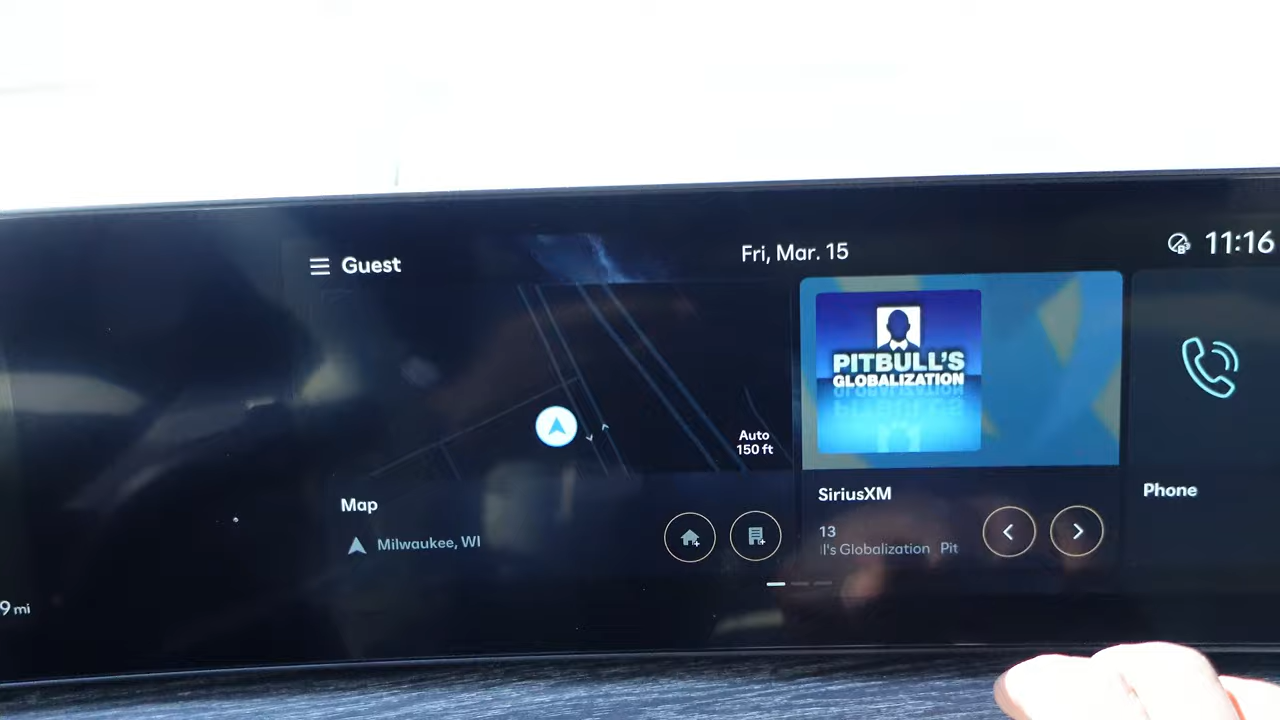 Guest
Fri, Mar. 15
11:16
PITBULL'S
GLOBALIZATION
Auto
150 ft
Map
Milwaukee, WI
SiriusXM
13
l's Globalization Pit
Phone
9 mi